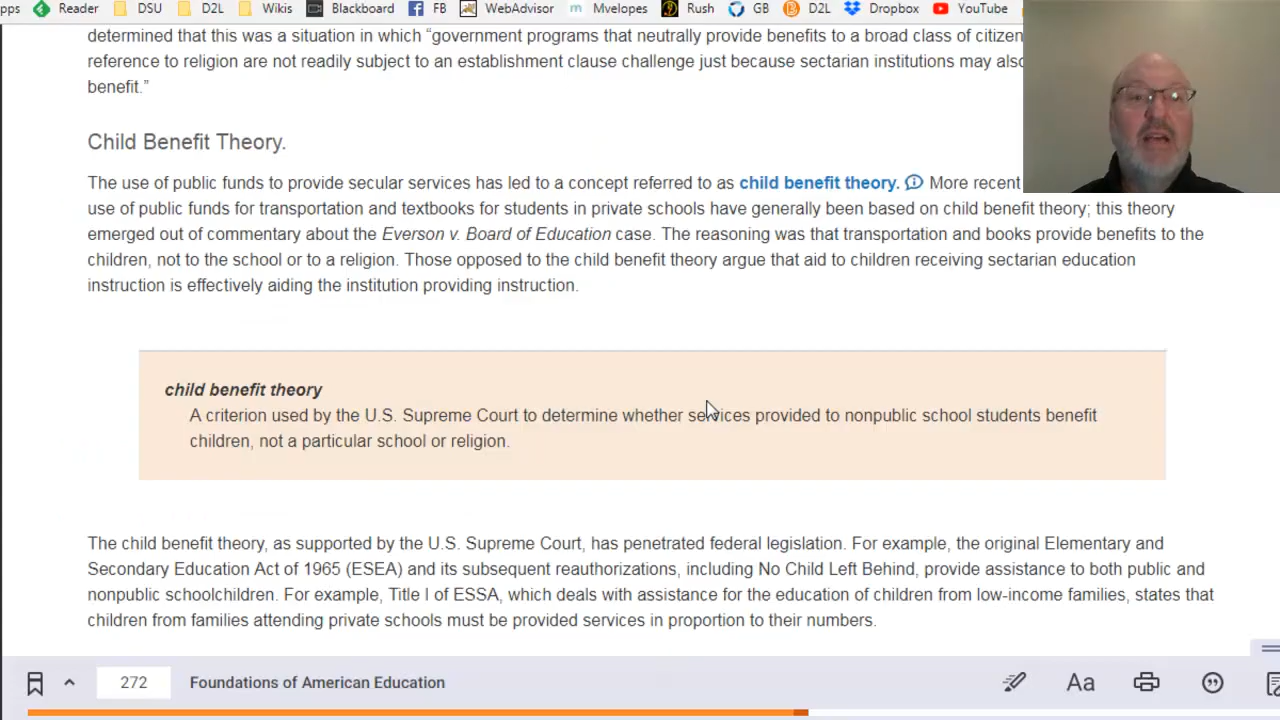 pps Reader DSU D2L Wikis Blackboard FB WebAdvisor m Mvelopes Rush GB D2L Dropbox YouTube
determined that this was a situation in which “government programs that neutrally provide benefits to a broad class of citizen
reference to religion are not readily subject to an establishment clause challenge just because sectarian institutions may also
benefit.”
Child Benefit Theory.
The use of public funds to provide secular services has led to a concept referred to as child benefit theory. More recent
use of public funds for transportation and textbooks for students in private schools have generally been based on child benefit theory; this theory
emerged out of commentary about the Everson v. Board of Education case. The reasoning was that transportation and books provide benefits to the
children, not to the school or to a religion. Those opposed to the child benefit theory argue that aid to children receiving sectarian education
instruction is effectively aiding the institution providing instruction.
child benefit theory
A criterion used by the U.S. Supreme Court to determine whether services provided to nonpublic school students benefit
children, not a particular school or religion.
The child benefit theory, as supported by the U.S. Supreme Court, has penetrated federal legislation. For example, the original Elementary and
Secondary Education Act of 1965 (ESEA) and its subsequent reauthorizations, including No Child Left Behind, provide assistance to both public and
nonpublic schoolchildren. For example, Title I of ESSA, which deals with assistance for the education of children from low-income families, states that
children from families attending private schools must be provided services in proportion to their numbers.
272 Foundations of American Education Aa